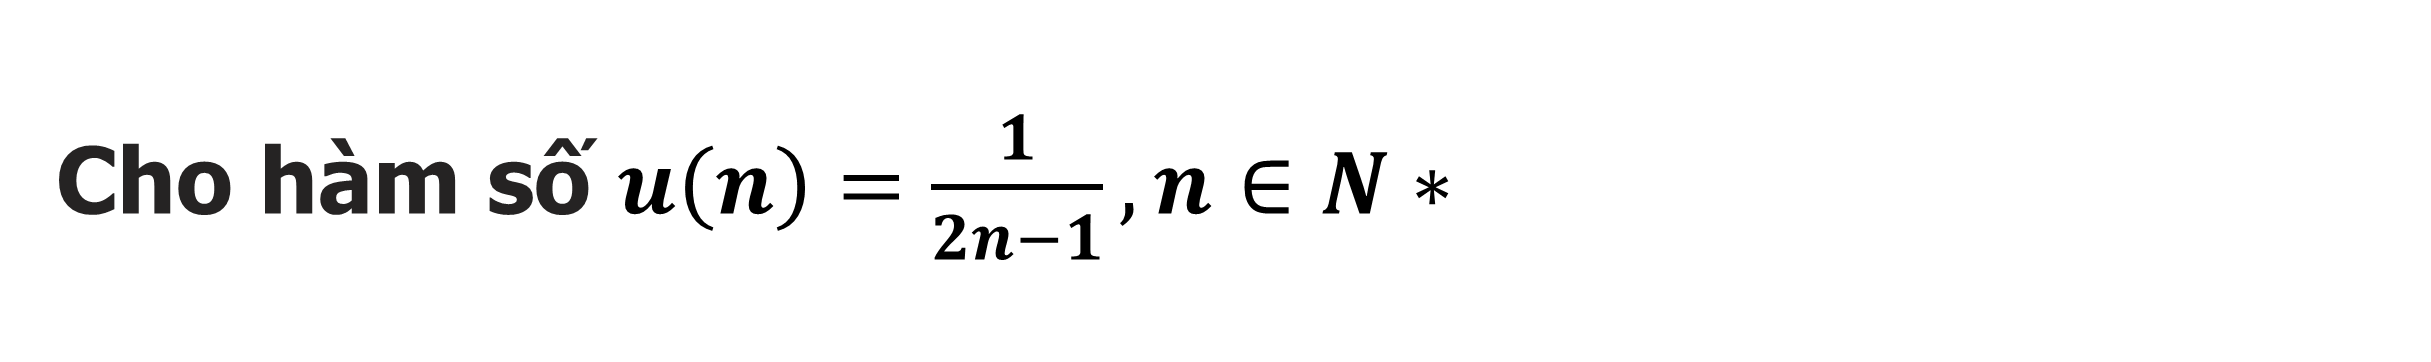 Cho hàm số u(n) = 1/(2n−1), n ∈ N *